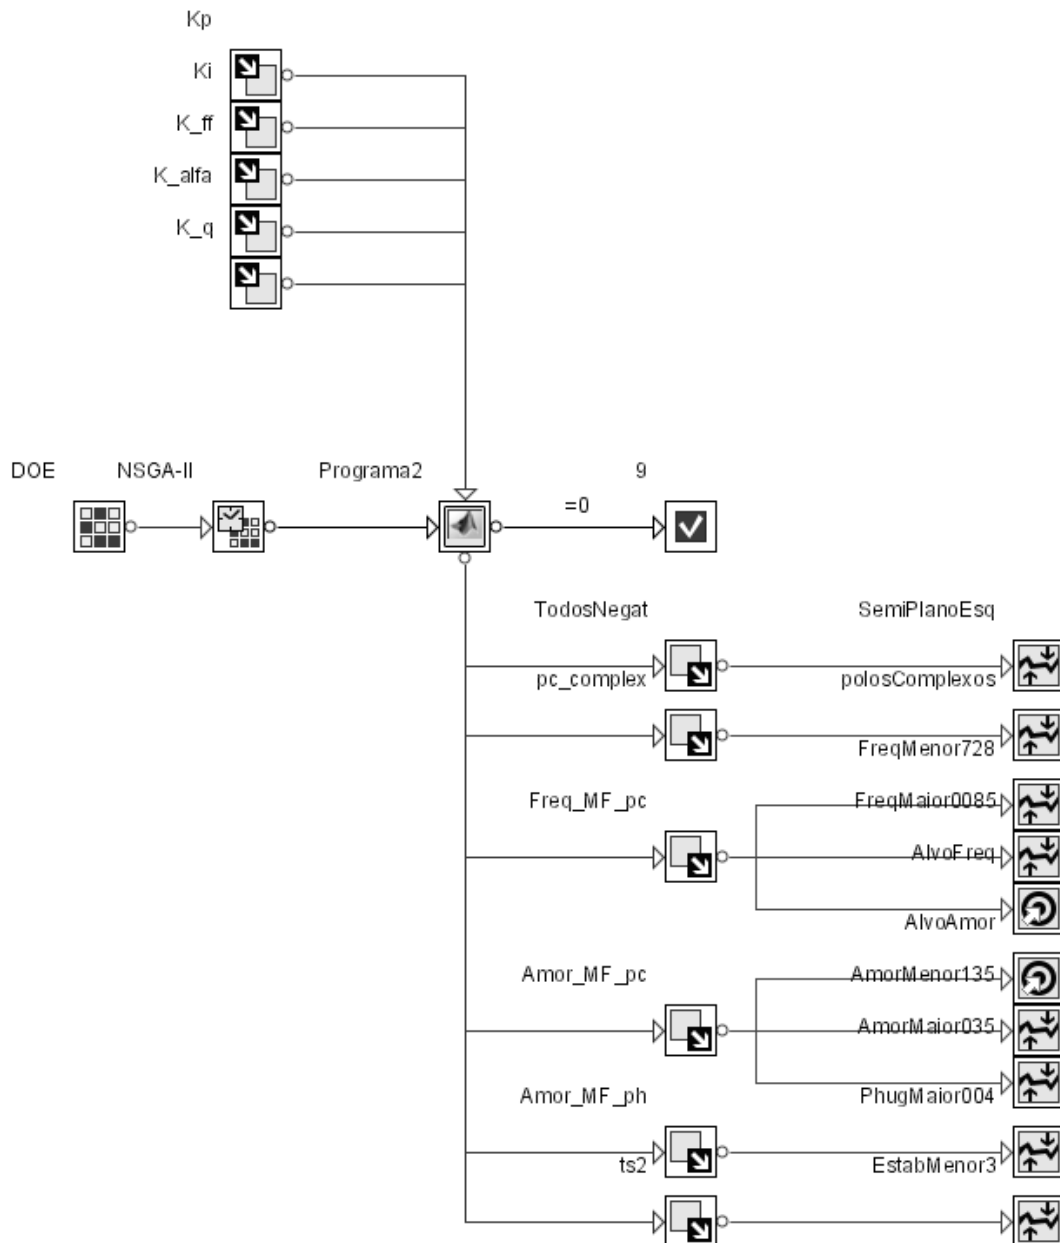 Kp
Ki
K_ff
K_alfa
K_q
DOE NSGA-II Programa2 9
=0
TodosNegat SemiPlanoEsq
pc_complex polosComplexos
FreqMenor728
Freq_MF_pc FreqMaior0085
AlvoFreq
AlvoAmor
Amor_MF_pc AmorMenor135
AmorMaior035
Amor_MF_ph PhugMaior004
ts2 EstabMenor3